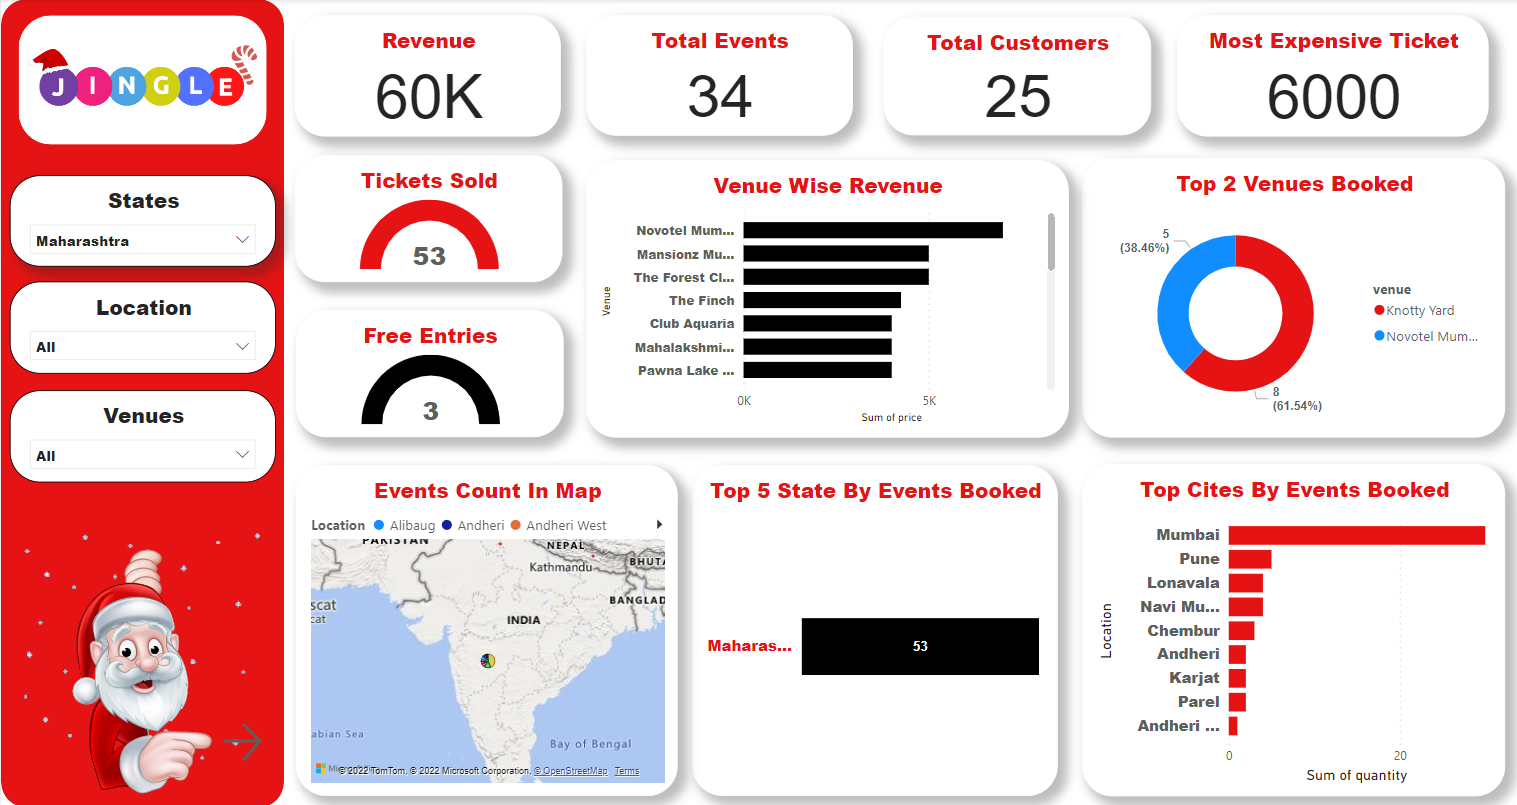 JINGLE
States
Maharashtra
Location
All
Venues
All
Revenue
60K
Total Events
34
Total Customers
25
Most Expensive Ticket
6000
Tickets Sold
53
Free Entries
3
Venue Wise Revenue
Venue
Novotel Mum...
Mansionz Mu...
The Forest Cl...
The Finch
Club Aquaria
Mahalakshmi...
Pawna Lake ...
0K 5K
Sum of price
Top 2 Venues Booked
5
(38.46%)
8
(61.54%)
venue
Knotty Yard
Novotel Mum...
Events Count In Map
Location Alibaug Andheri Andheri West
PAKISTAN
NEPAL
BHUTA
Kathmandu
BANGLAD
scat
cat
INDIA
abian Sea
Bay of Bengal
© 2022 TomTom, © 2022 Microsoft Corporation, © OpenStreetMap Terms
Top 5 State By Events Booked
Maharas...
53
Top Cites By Events Booked
Location
Mumbai
Pune
Lonavala
Navi Mu...
Chembur
Andheri
Karjat
Parel
Andheri ...
0 20
Sum of quantity